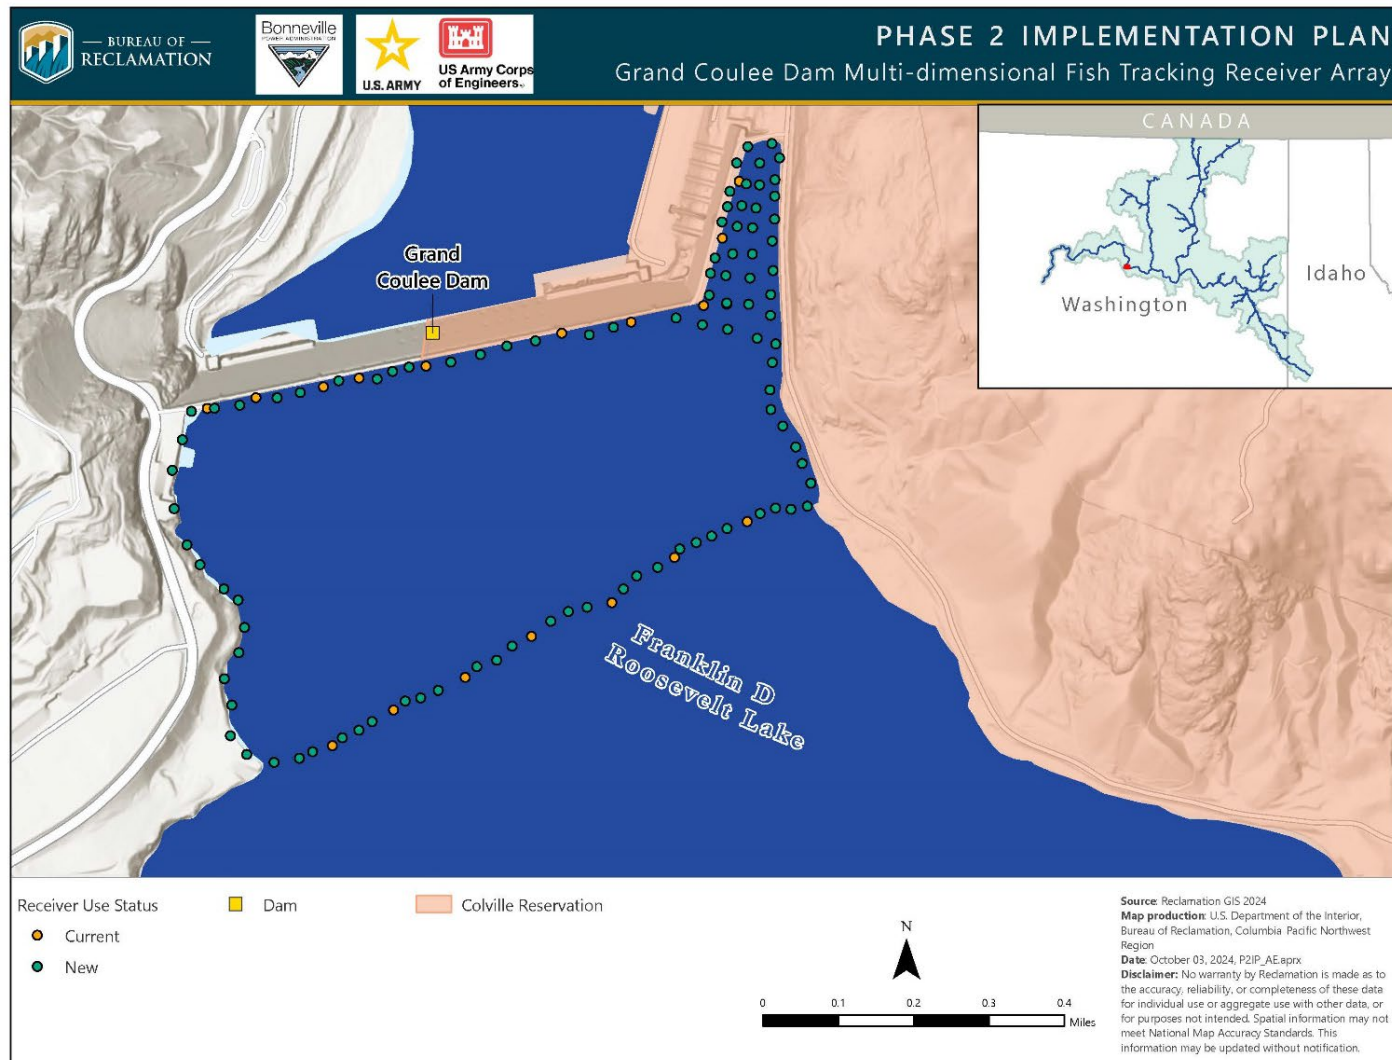 BUREAU OF
RECLAMATION
Bonneville
POWER ADMINISTRATION
U.S. ARMY
US Army Corps
of Engineers®
PHASE 2 IMPLEMENTATION PLAN
Grand Coulee Dam Multi-dimensional Fish Tracking Receiver Array
CANADA
Washington
Idaho
Grand
Coulee Dam
Franklin D
Roosevelt Lake
Receiver Use Status
Current
New
Dam
Colville Reservation
N
0 0.1 0.2 0.3 0.4
Miles
Source: Reclamation GIS 2024
Map production: U.S. Department of the Interior,
Bureau of Reclamation, Columbia Pacific Northwest
Region
Date: October 03, 2024, P2IP_AE.aprx
Disclaimer: No warranty by Reclamation is made as to
the accuracy, reliability, or completeness of these data
for individual use or aggregate use with other data, or
for purposes not intended. Spatial information may not
meet National Map Accuracy Standards. This
information may be updated without notification.